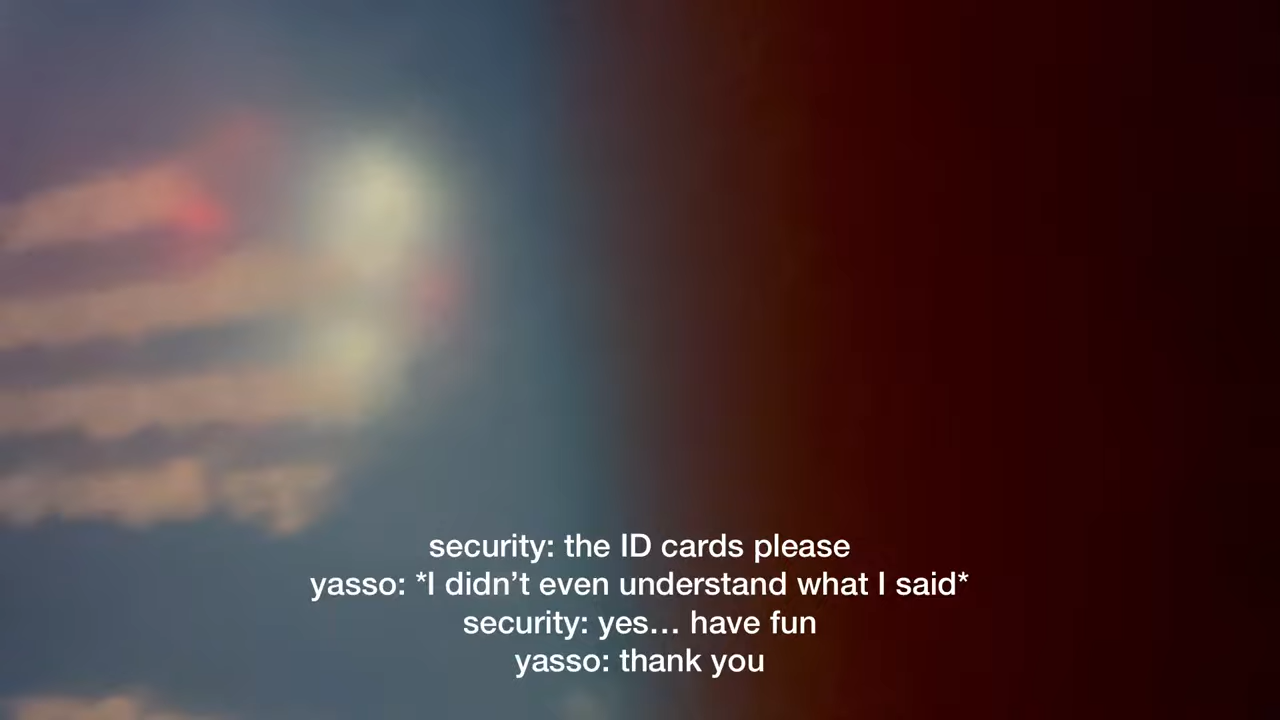 security: the ID cards please
yasso: *I didn’t even understand what I said*
security: yes... have fun
yasso: thank you